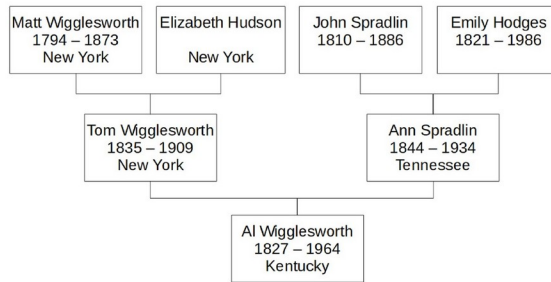 Matt Wigglesworth
1794 – 1873
New York
Elizabeth Hudson
New York
John Spradlin
1810 – 1886
Emily Hodges
1821 – 1986
Tom Wigglesworth
1835 – 1909
New York
Ann Spradlin
1844 – 1934
Tennessee
Al Wigglesworth
1827 – 1964
Kentucky